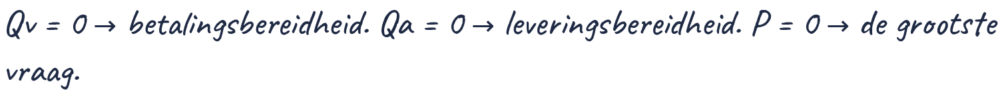 Qv = 0 → betalingsbereidheid. Qa = 0 → leveringsbereidheid. P = 0 → de grootste
vraag.